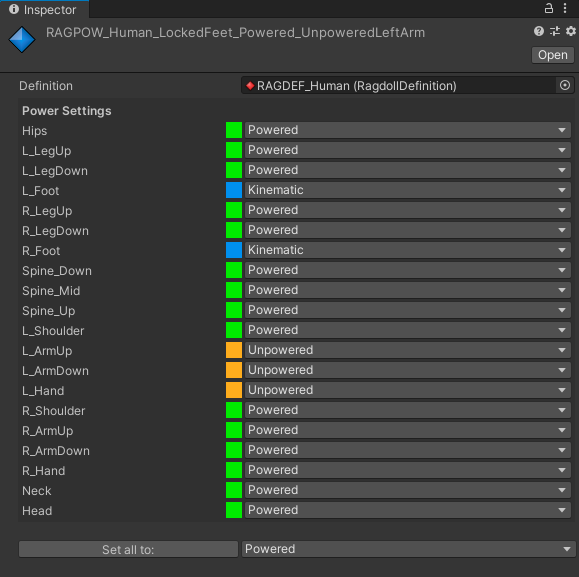 Inspector
RAGPOW_Human_LockedFeet_Powered_UnpoweredLeftArm
Open
Definition RAGDEF_Human (RagdollDefinition)
Power Settings
Hips Powered
L_LegUp Powered
L_LegDown Powered
L_Foot Kinematic
R_LegUp Powered
R_LegDown Powered
R_Foot Kinematic
Spine_Down Powered
Spine_Mid Powered
Spine_Up Powered
L_Shoulder Powered
L_ArmUp Unpowered
L_ArmDown Unpowered
L_Hand Unpowered
R_Shoulder Powered
R_ArmUp Powered
R_ArmDown Powered
R_Hand Powered
Neck Powered
Head Powered
Set all to: Powered